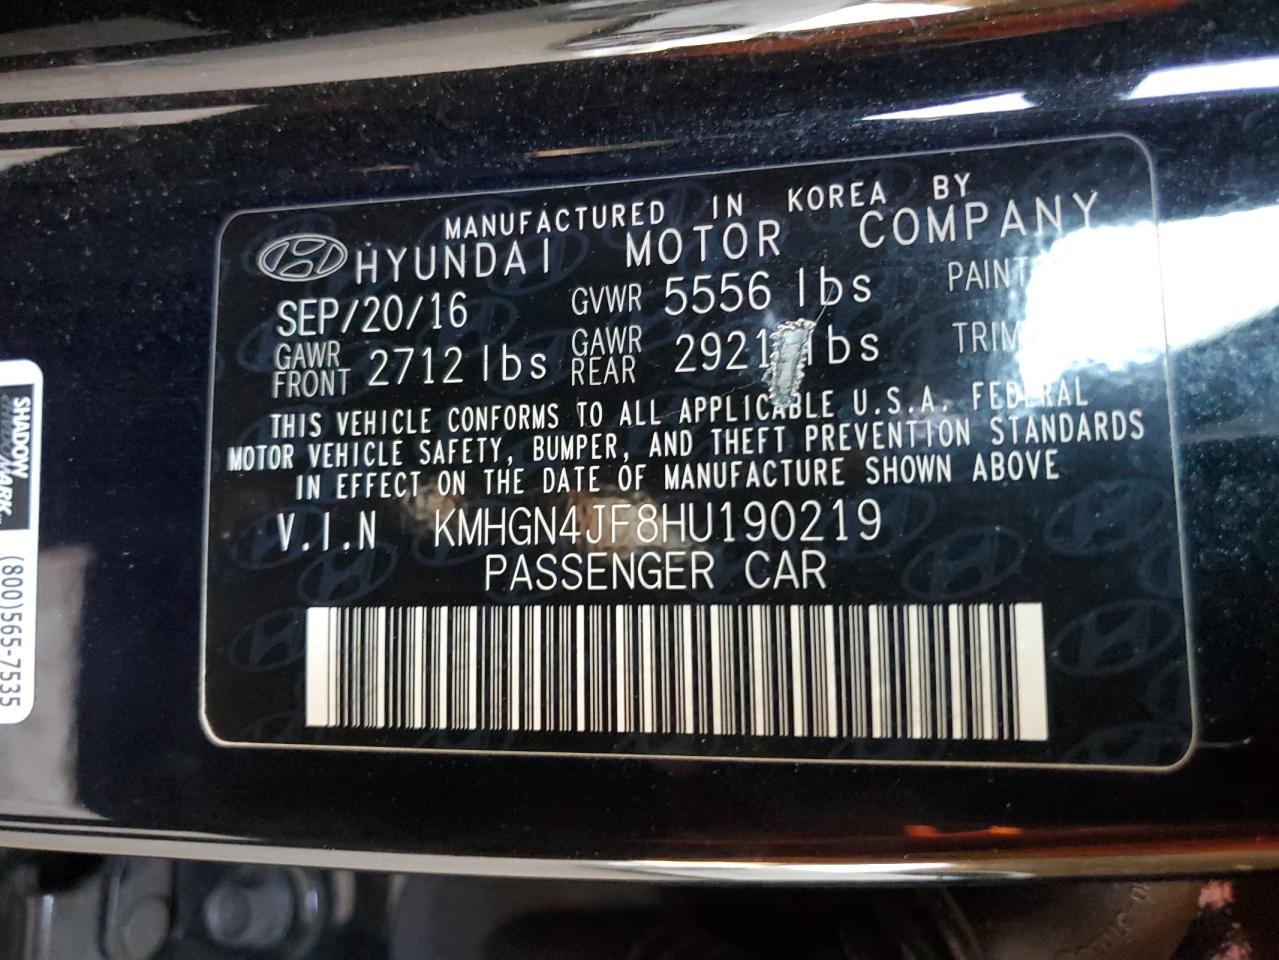 MANUFACTURED IN KOREA BY
HYUNDAI MOTOR COMPANY
SEP/20/16 GVWR 5556 lbs PAINT
GAWR FRONT 2712 lbs GAWR REAR 2921 lbs TRIM
THIS VEHICLE CONFORMS TO ALL APPLICABLE U.S.A. FEDERAL
MOTOR VEHICLE SAFETY, BUMPER, AND THEFT PREVENTION STANDARDS
IN EFFECT ON THE DATE OF MANUFACTURE SHOWN ABOVE
V.I.N KMHGN4JF8HU190219
PASSENGER CAR
SHADOW
MARK
(800)565-7535